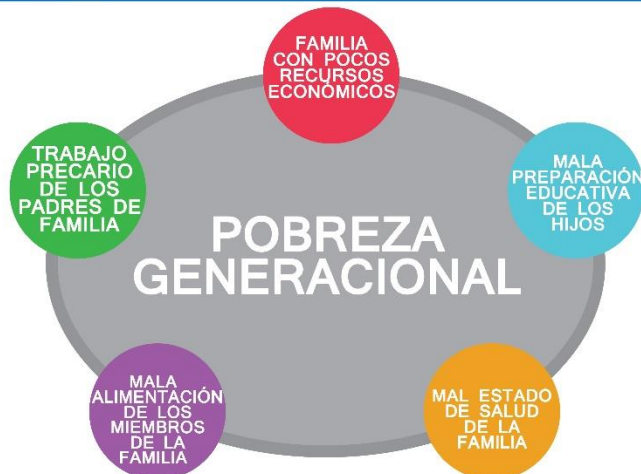 FAMILIA
CON POCOS
RECURSOS
ECONÓMICOS
TRABAJO
PRECARIO
DE LOS
PADRES DE
FAMILIA
MALA
PREPARACIÓN
EDUCATIVA
DE LOS
HIJOS
POBREZA
GENERACIONAL
MALA
ALIMENTACIÓN
DE LOS
MIEMBROS
DE LA
FAMILIA
MAL ESTADO
DE SALUD
DE LA
FAMILIA